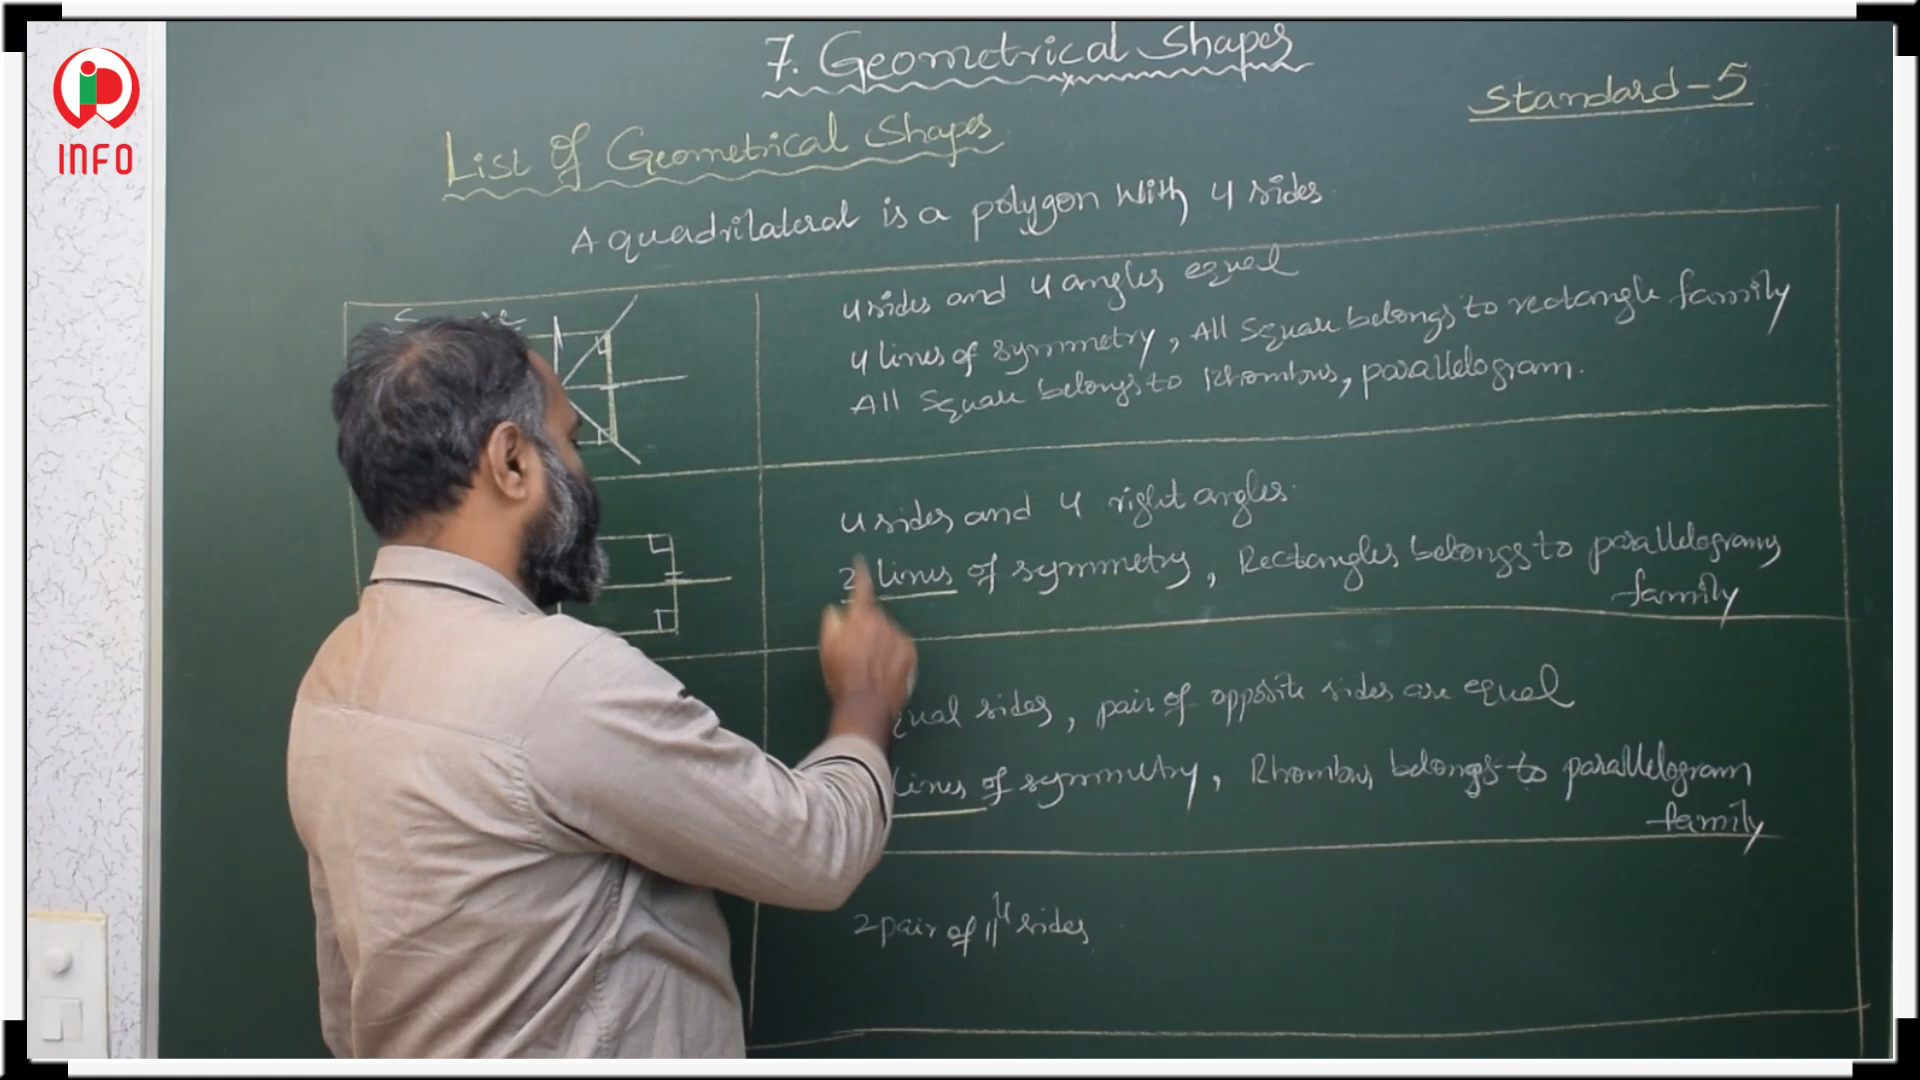 INFO
7. Geometrical Shapes
Standard-5
List Of Geometrical Shapes
A quadrilateral is a polygon with 4 sides.
4 sides and 4 angles equal
4 lines of symmetry, All Square belongs to rectangle family
All Square belongs to Rhombus, parallelogram.
4 sides and 4 right angles.
2 lines of symmetry, Rectangles belongs to parallelograms
family
sides, pair of opposite sides are equal
lines of symmetry, Rhombus belongs to parallelogram
family
2 pair of sides